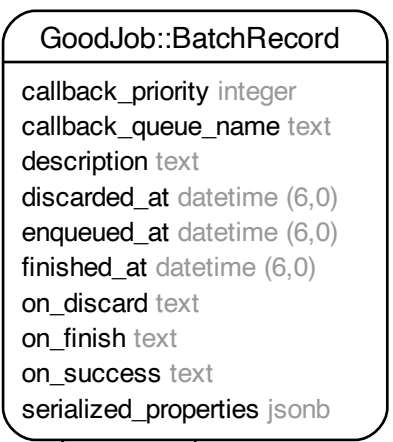 GoodJob::BatchRecord
callback_priority integer
callback_queue_name text
description text
discarded_at datetime (6,0)
enqueued_at datetime (6,0)
finished_at datetime (6,0)
on_discard text
on_finish text
on_success text
serialized_properties jsonb